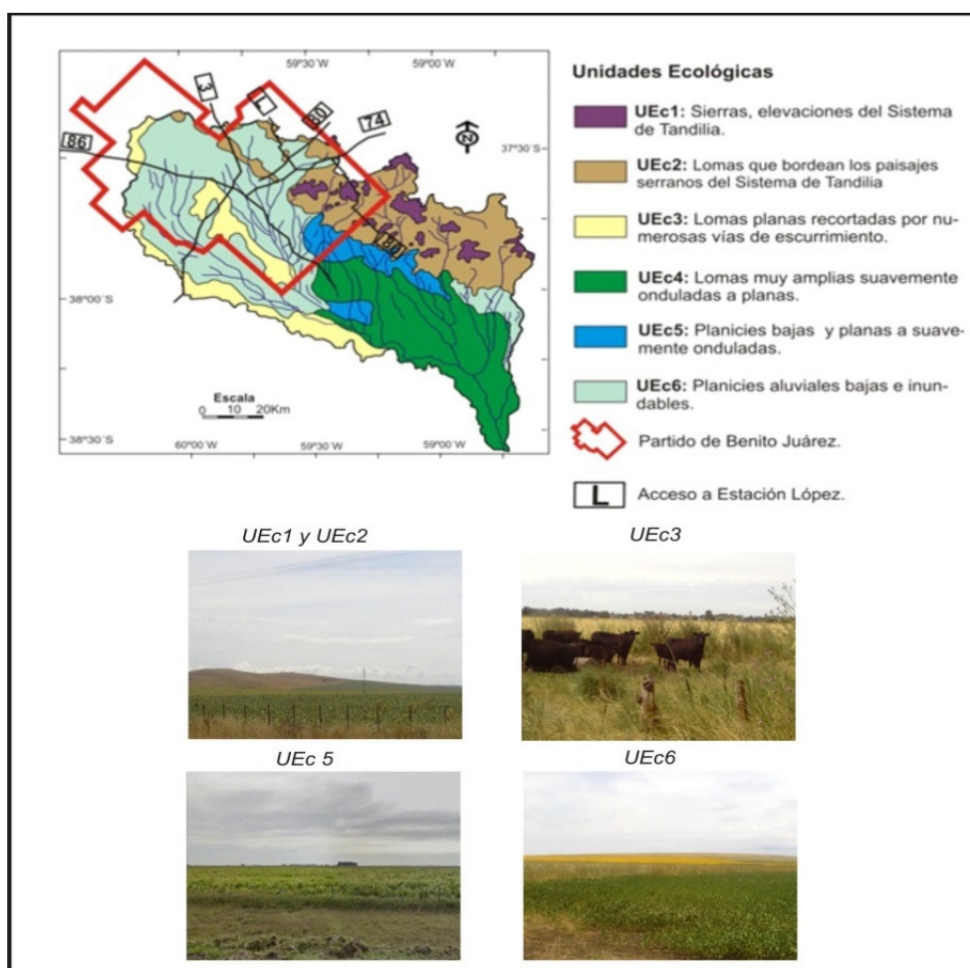 59°30´W
59°00´W
3
L
80
74
86
37°30´S
80
38°00´S
Escala
0 10 20Km
38°30´S
60°00´W
59°30´W
59°00´W
N
Unidades Ecológicas
UEc1: Sierras, elevaciones del Sistema
de Tandilia.
UEc2: Lomas que bordean los paisajes
serranos del Sistema de Tandilia
UEc3: Lomas planas recortadas por nu-
merosas vías de escurrimiento.
UEc4: Lomas muy amplias suavemente
onduladas a planas.
UEc5: Planicies bajas y planas a suave-
mente onduladas.
UEc6: Planicies aluviales bajas e inun-
dables.
Partido de Benito Juárez.
L Acceso a Estación López.
UEc1 y UEc2
UEc3
UEc 5
UEc6